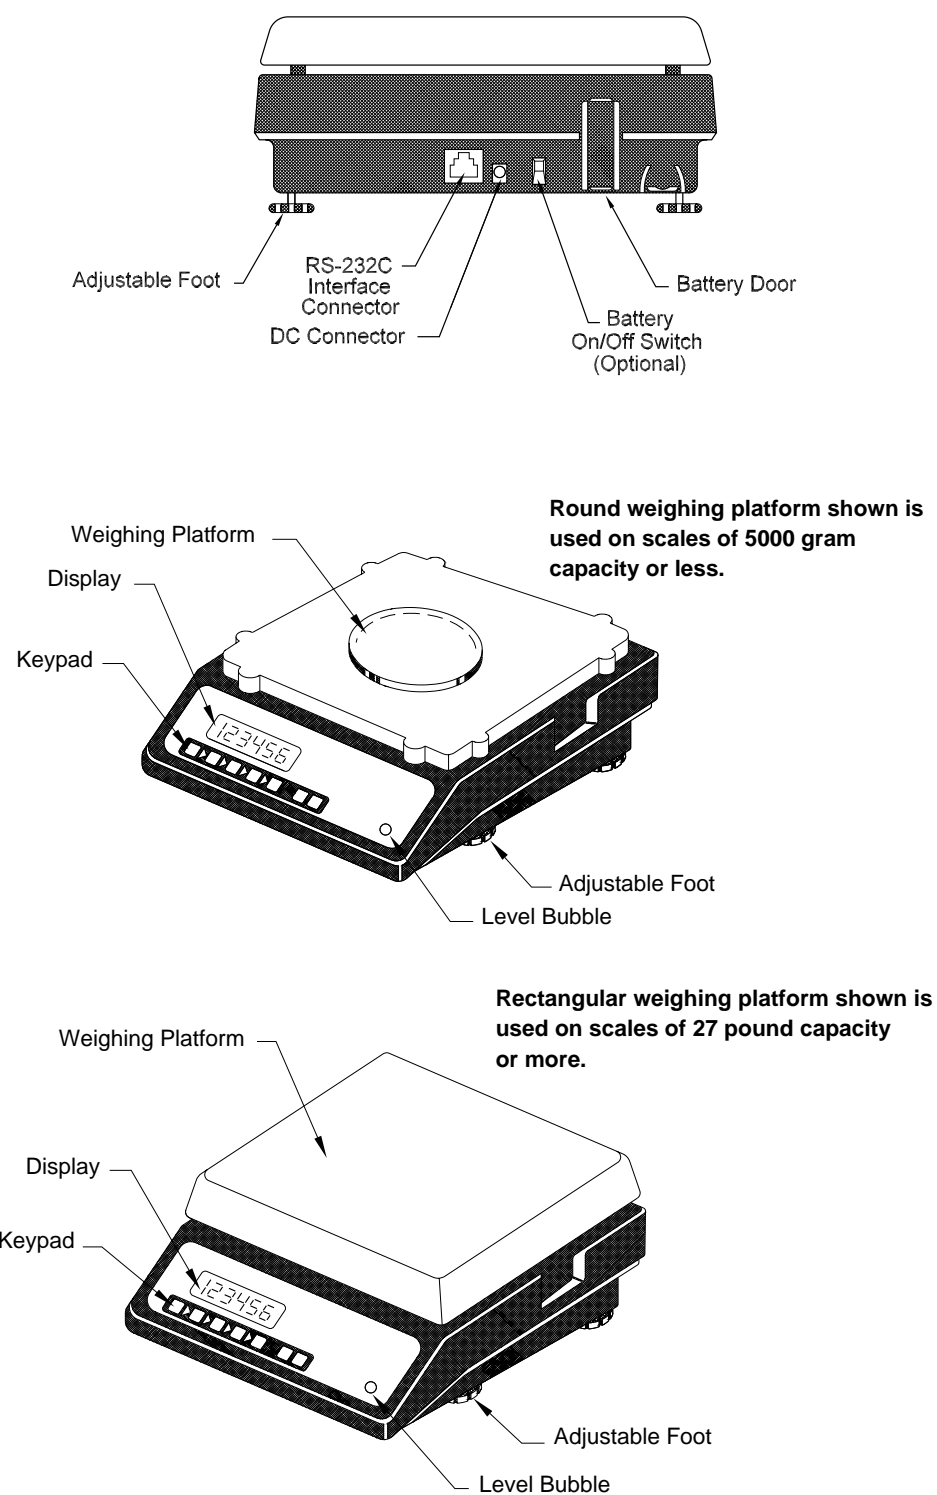 Adjustable Foot
RS-232C
Interface
Connector
DC Connector
Battery
On/Off Switch
(Optional)
Battery Door
Round weighing platform shown is
used on scales of 5000 gram
capacity or less.
Weighing Platform
Display
Keypad
123456
Adjustable Foot
Level Bubble
Rectangular weighing platform shown is
used on scales of 27 pound capacity
or more.
Weighing Platform
Display
Keypad
123456
Adjustable Foot
Level Bubble